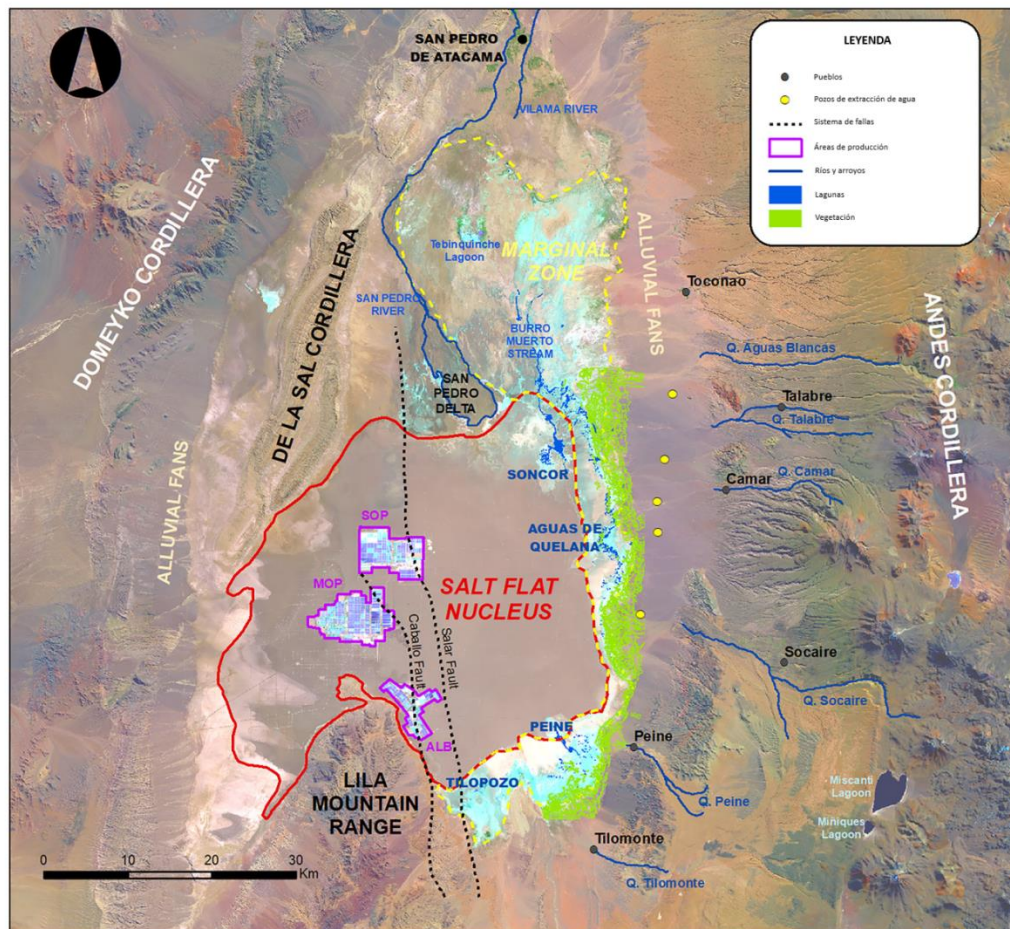 SAN PEDRO
DE ATACAMA
VILAMA RIVER
LEYENDA
Pueblos
Pozos de extracción de agua
Sistema de fallas
Áreas de producción
Ríos y arroyos
Lagunas
Vegetación
DOMEYKO CORDILLERA
DE LA SAL CORDILLERA
ALLUVIAL FANS
Tebinquinche
Lagoon
MARGINAL
ZONE
ALLUVIAL FANS
SAN PEDRO
RIVER
BURRO
MUERTO
STREAM
SAN
PEDRO
DELTA
Toconao
Q. Aguas Blancas
Talabre
Q. Talabre
Camar
Q. Camar
ANDES CORDILLERA
SONCOR
AGUAS DE
QUELANA
SOP
MOP
SALT FLAT
NUCLEUS
Caballo Fault
Salar Fault
ALB
Socaire
Q. Socaire
PEINE
Peine
Q. Peine
TILOPOZO
LILA
MOUNTAIN
RANGE
Miscanti
Lagoon
Miniques
Lagoon
Tilomonte
Q. Tilomonte
0 10 20 30
Km